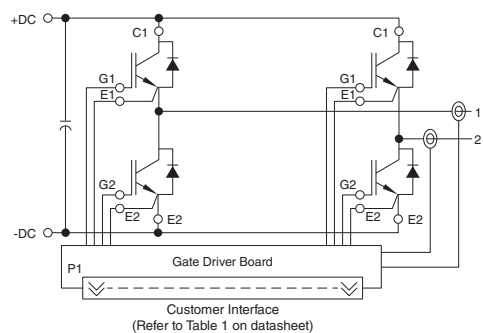 +DC
C1
C1
G1
E1
G1
E1
1
2
G2
E2
E2
G2
E2
E2
-DC
P1
Gate Driver Board
Customer Interface
(Refer to Table 1 on datasheet)